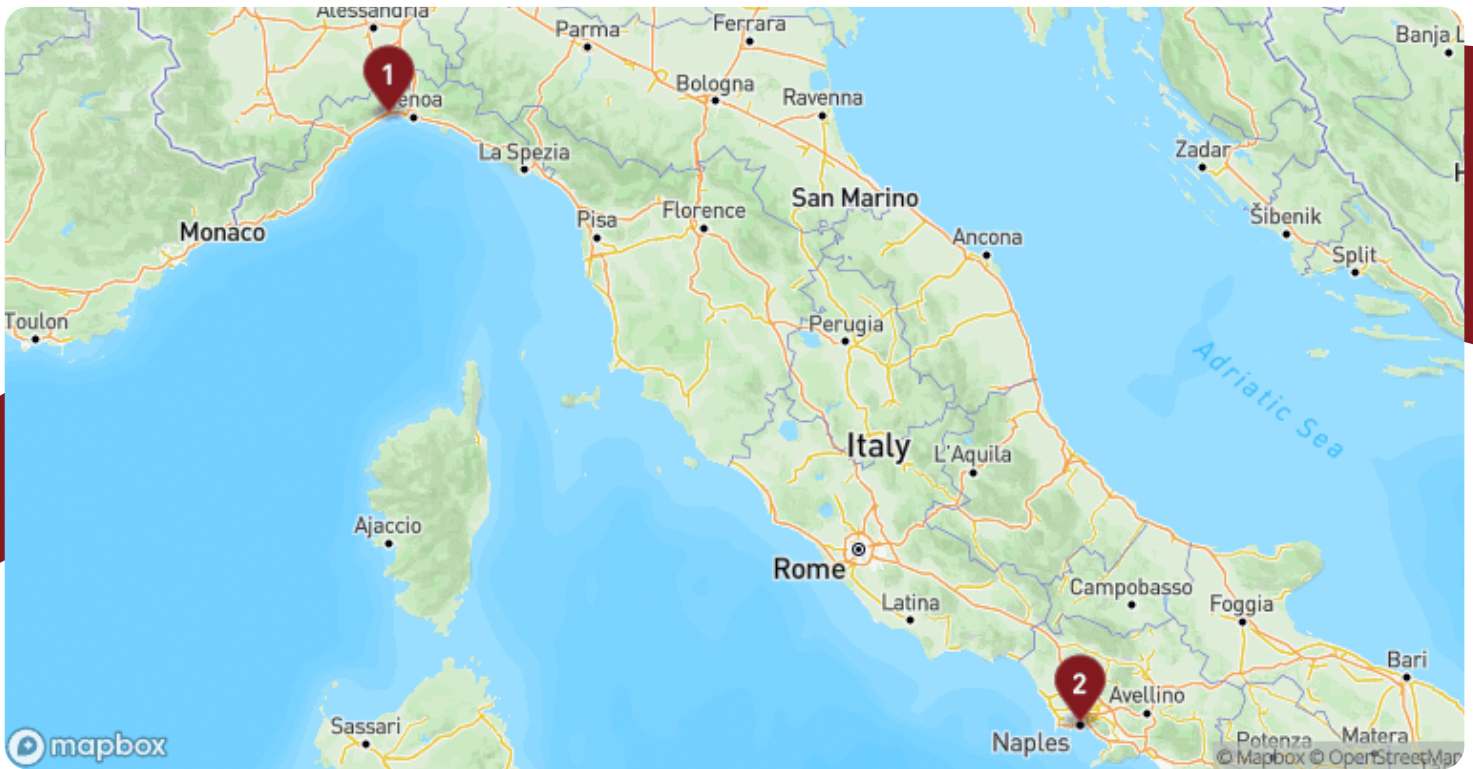 Alessandria
Parma
Ferrara
Banja L
1
Bologna
enoa
Ravenna
La Spezia
Zadar
H
San Marino
Pisa
Florence
Šibenik
Monaco
Ancona
Split
Toulon
Perugia
Adriatic Sea
Italy
L'Aquila
Ajaccio
Rome
Campobasso
Latina
Foggia
Bari
2
Avellino
Sassari
Naples
Potenza
Matera
mapbox
© Mapbox © OpenStreetMap